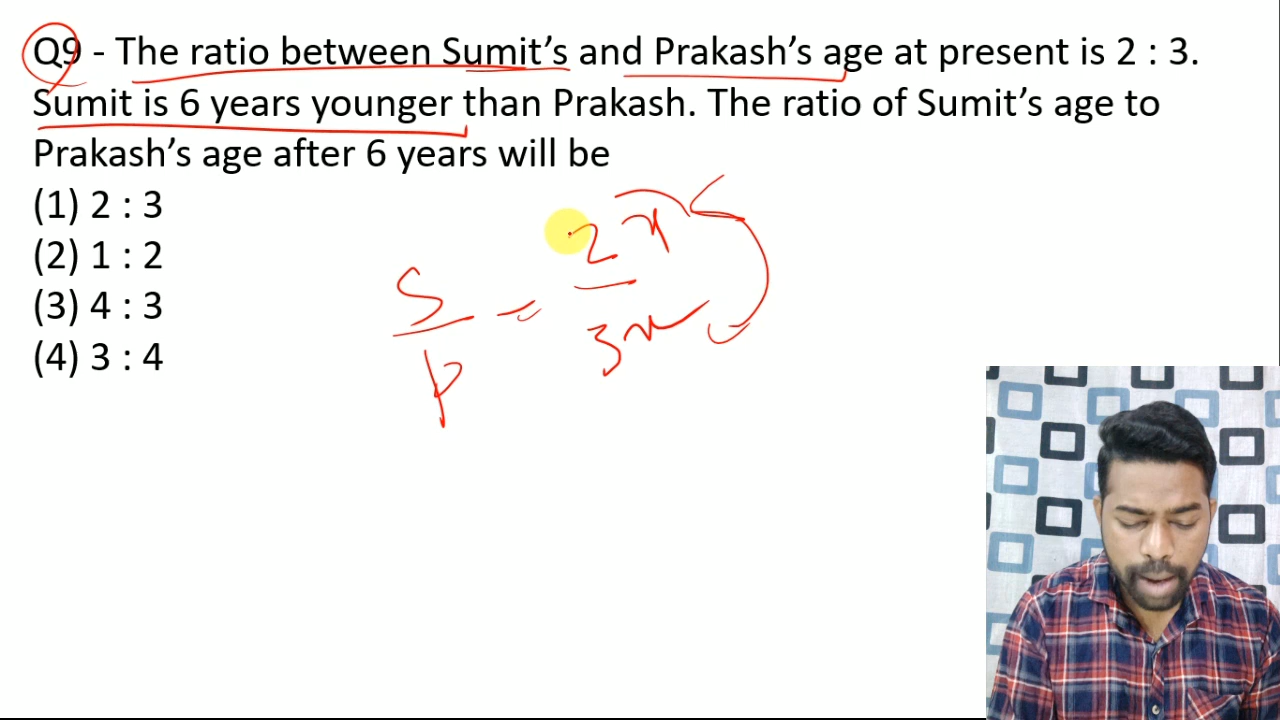 Q9 - The ratio between Sumit’s and Prakash’s age at present is 2 : 3.
Sumit is 6 years younger than Prakash. The ratio of Sumit’s age to
Prakash’s age after 6 years will be
(1) 2 : 3
(2) 1 : 2
(3) 4 : 3
(4) 3 : 4
S/P = 2x/3x